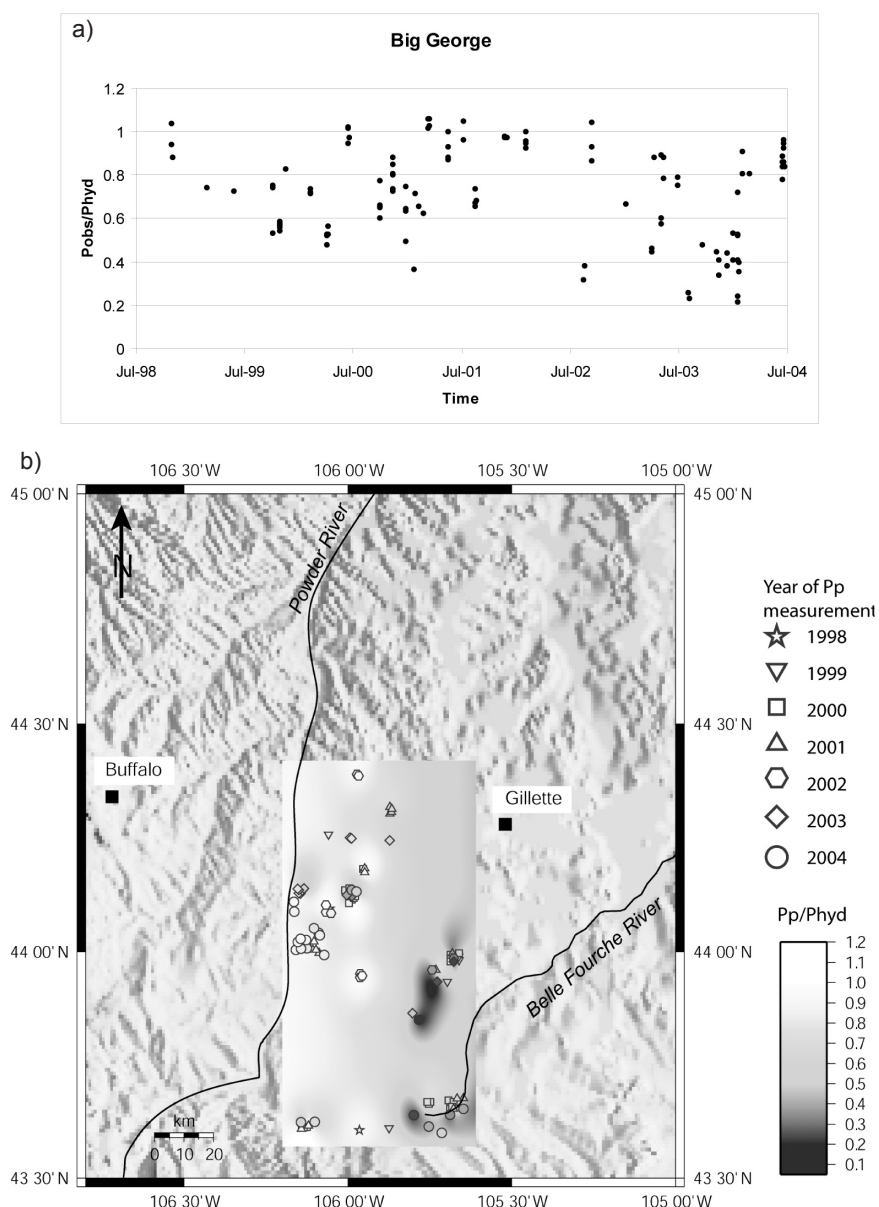 a)
Big George
1.2
1
0.8
0.6
0.4
0.2
0
Pobs/Phyd
Jul-98 Jul-99 Jul-00 Jul-01 Jul-02 Jul-03 Jul-04
Time
b)
106 30' W 106 00' W 105 30' W 105 00' W
45 00' N 45 00' N
N
Powder River
44 30' N 44 30' N
Buffalo
Gillette
44 00' N 44 00' N
Belle Fourche River
km
0 10 20
43 30' N 43 30' N
106 30' W 106 00' W 105 30' W 105 00' W
Year of Pp
measurement
1998
1999
2000
2001
2002
2003
2004
Pp/Phyd
1.2
1.1
1.0
0.9
0.8
0.7
0.6
0.5
0.4
0.3
0.2
0.1